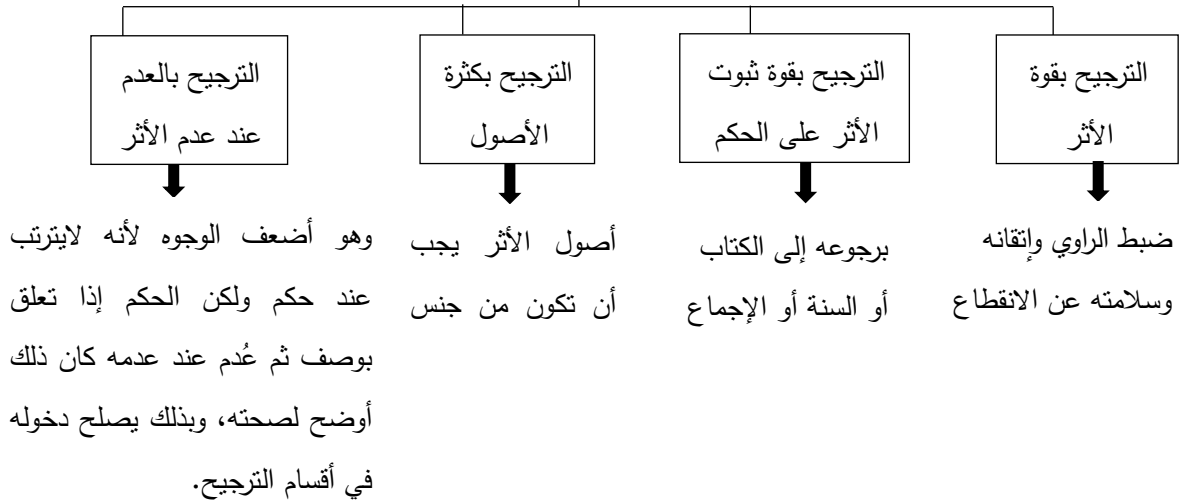 الترجيح بقوة
الأثر
الترجيح بقوة ثبوت
الأثر على الحكم
الترجيح بكثرة
الأصول
الترجيح بالعدم
عند عدم الأثر
ضبط الراوي وإتقانه
وسلامته عن الانقطاع
برجوعه إلى الكتاب
أو السنة أو الإجماع
أصول الأثر يجب
أن تكون من جنس
وهو أضعف الوجوه لأنه لايترتب
عند حكم ولكن الحكم إذا تعلق
بوصف ثم عُدم عند عدمه كان ذلك
أوضح لصحته، وبذلك يصلح دخوله
في أقسام الترجيح.